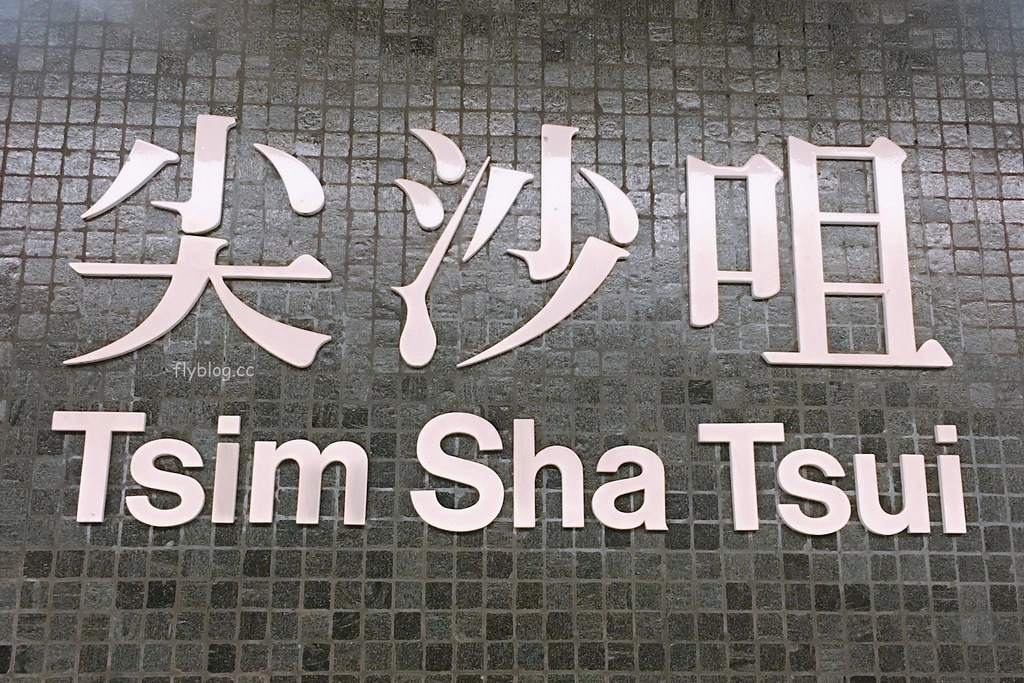 尖沙咀
flyblog.cc
Tsim Sha Tsui